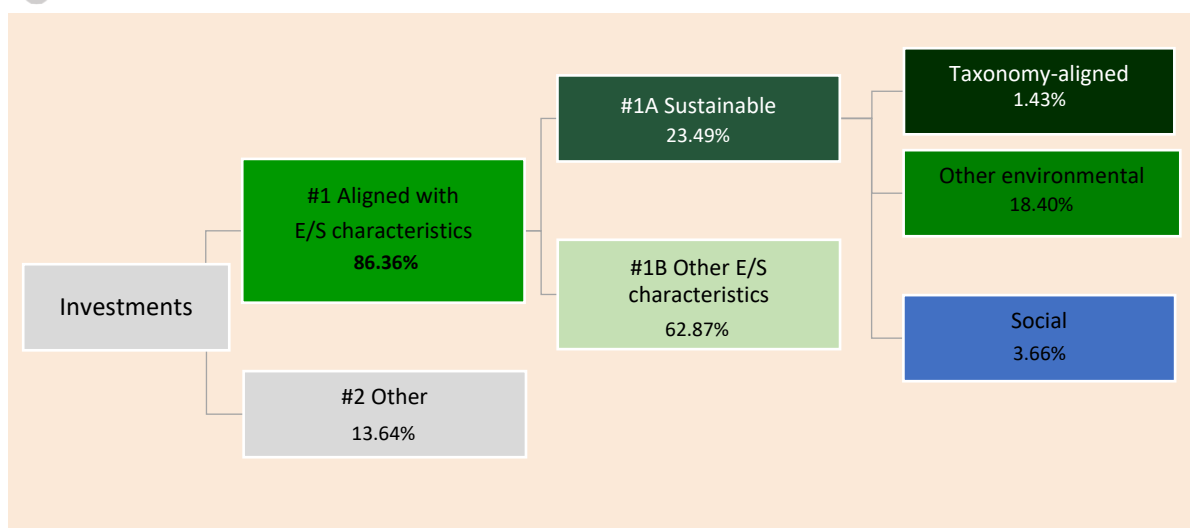 Investments
#1 Aligned with
E/S characteristics
86.36%
#2 Other
13.64%
#1A Sustainable
23.49%
#1B Other E/S
characteristics
62.87%
Taxonomy-aligned
1.43%
Other environmental
18.40%
Social
3.66%